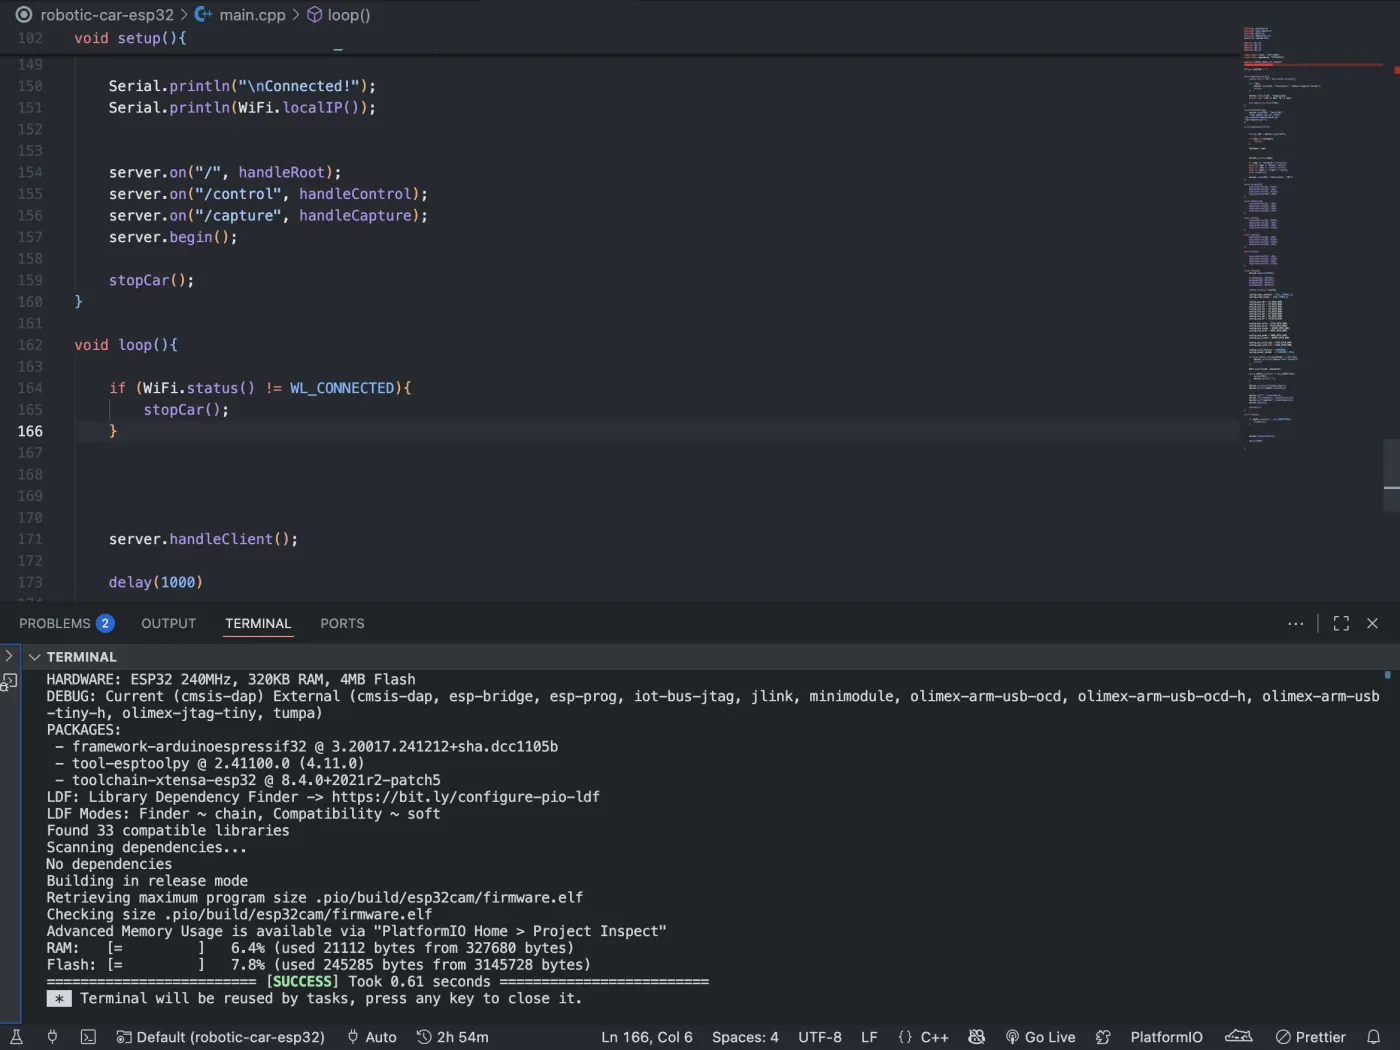 robotic-car-esp32 > main.cpp > loop()
102 void setup(){
149
150 Serial.println("\nConnected!");
151 Serial.println(WiFi.localIP());
152
153
154 server.on("/", handleRoot);
155 server.on("/control", handleControl);
156 server.on("/capture", handleCapture);
157 server.begin();
158
159 stopCar();
160 }
161
162 void loop(){
163
164 if (WiFi.status() != WL_CONNECTED){
165 stopCar();
166 }
167
168
169
170
171 server.handleClient();
172
173 delay(1000)
PROBLEMS 2 OUTPUT TERMINAL PORTS
TERMINAL
HARDWARE: ESP32 240MHz, 320KB RAM, 4MB Flash
DEBUG: Current (cmsis-dap) External (cmsis-dap, esp-bridge, esp-prog, iot-bus-jtag, jlink, minimodule, olimex-arm-usb-ocd, olimex-arm-usb-ocd-h, olimex-arm-usb
-tiny-h, olimex-jtag-tiny, tumpa)
PACKAGES:
- framework-arduinoespressif32 @ 3.20017.241212+sha.dcc1105b
- tool-esptoolpy @ 2.41100.0 (4.11.0)
- toolchain-xtensa-esp32 @ 8.4.0+2021r2-patch5
LDF: Library Dependency Finder -> https://bit.ly/configure-pio-ldf
LDF Modes: Finder ~ chain, Compatibility ~ soft
Found 33 compatible libraries
Scanning dependencies...
No dependencies
Building in release mode
Retrieving maximum program size .pio/build/esp32cam/firmware.elf
Checking size .pio/build/esp32cam/firmware.elf
Advanced Memory Usage is available via "PlatformIO Home > Project Inspect"
RAM: [= ] 6.4% (used 21112 bytes from 327680 bytes)
Flash: [= ] 7.8% (used 245285 bytes from 3145728 bytes)
========================= [SUCCESS] Took 0.61 seconds =========================
* Terminal will be reused by tasks, press any key to close it.
Default (robotic-car-esp32) Auto 2h 54m Ln 166, Col 6 Spaces: 4 UTF-8 LF {} C++ Go Live PlatformIO Prettier